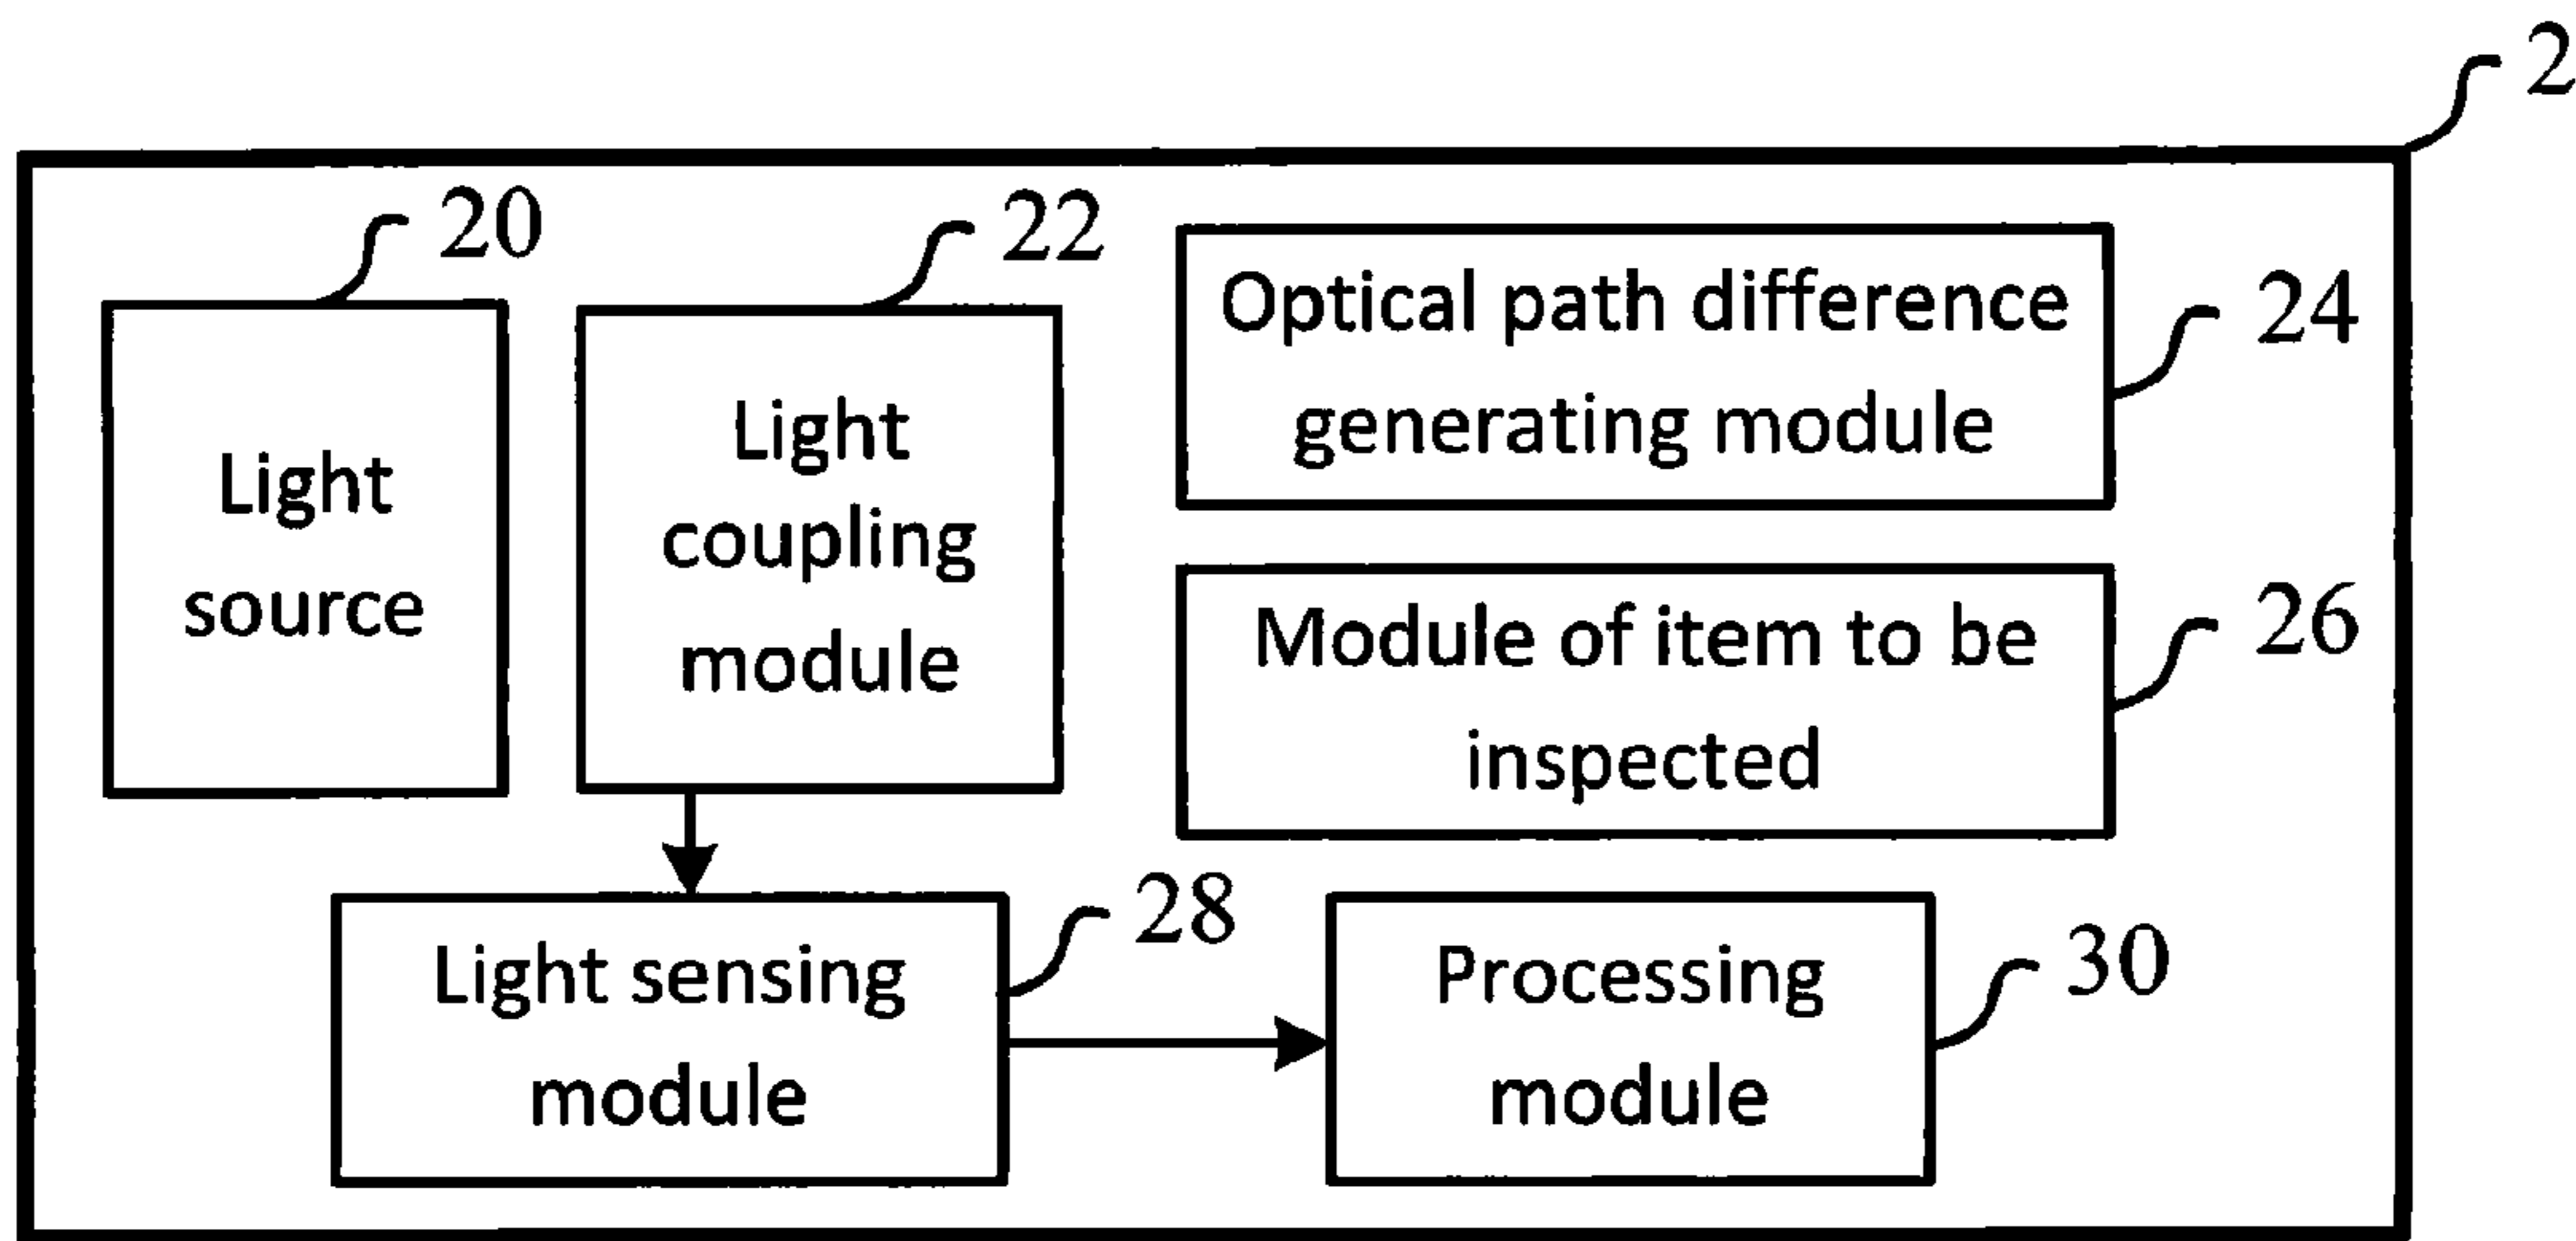 2
20
22
24
26
28
30
Light
source
Light
coupling
module
Optical path difference
generating module
Module of item to be
inspected
Light sensing
module
Processing
module